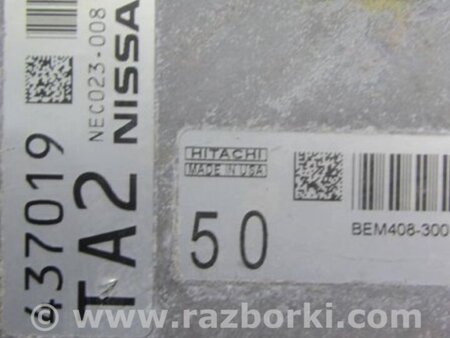 437019
TA2
NEC023-008
NISSA
HITACHI
MADE IN USA
50
BEM408-300
www.razborki.com